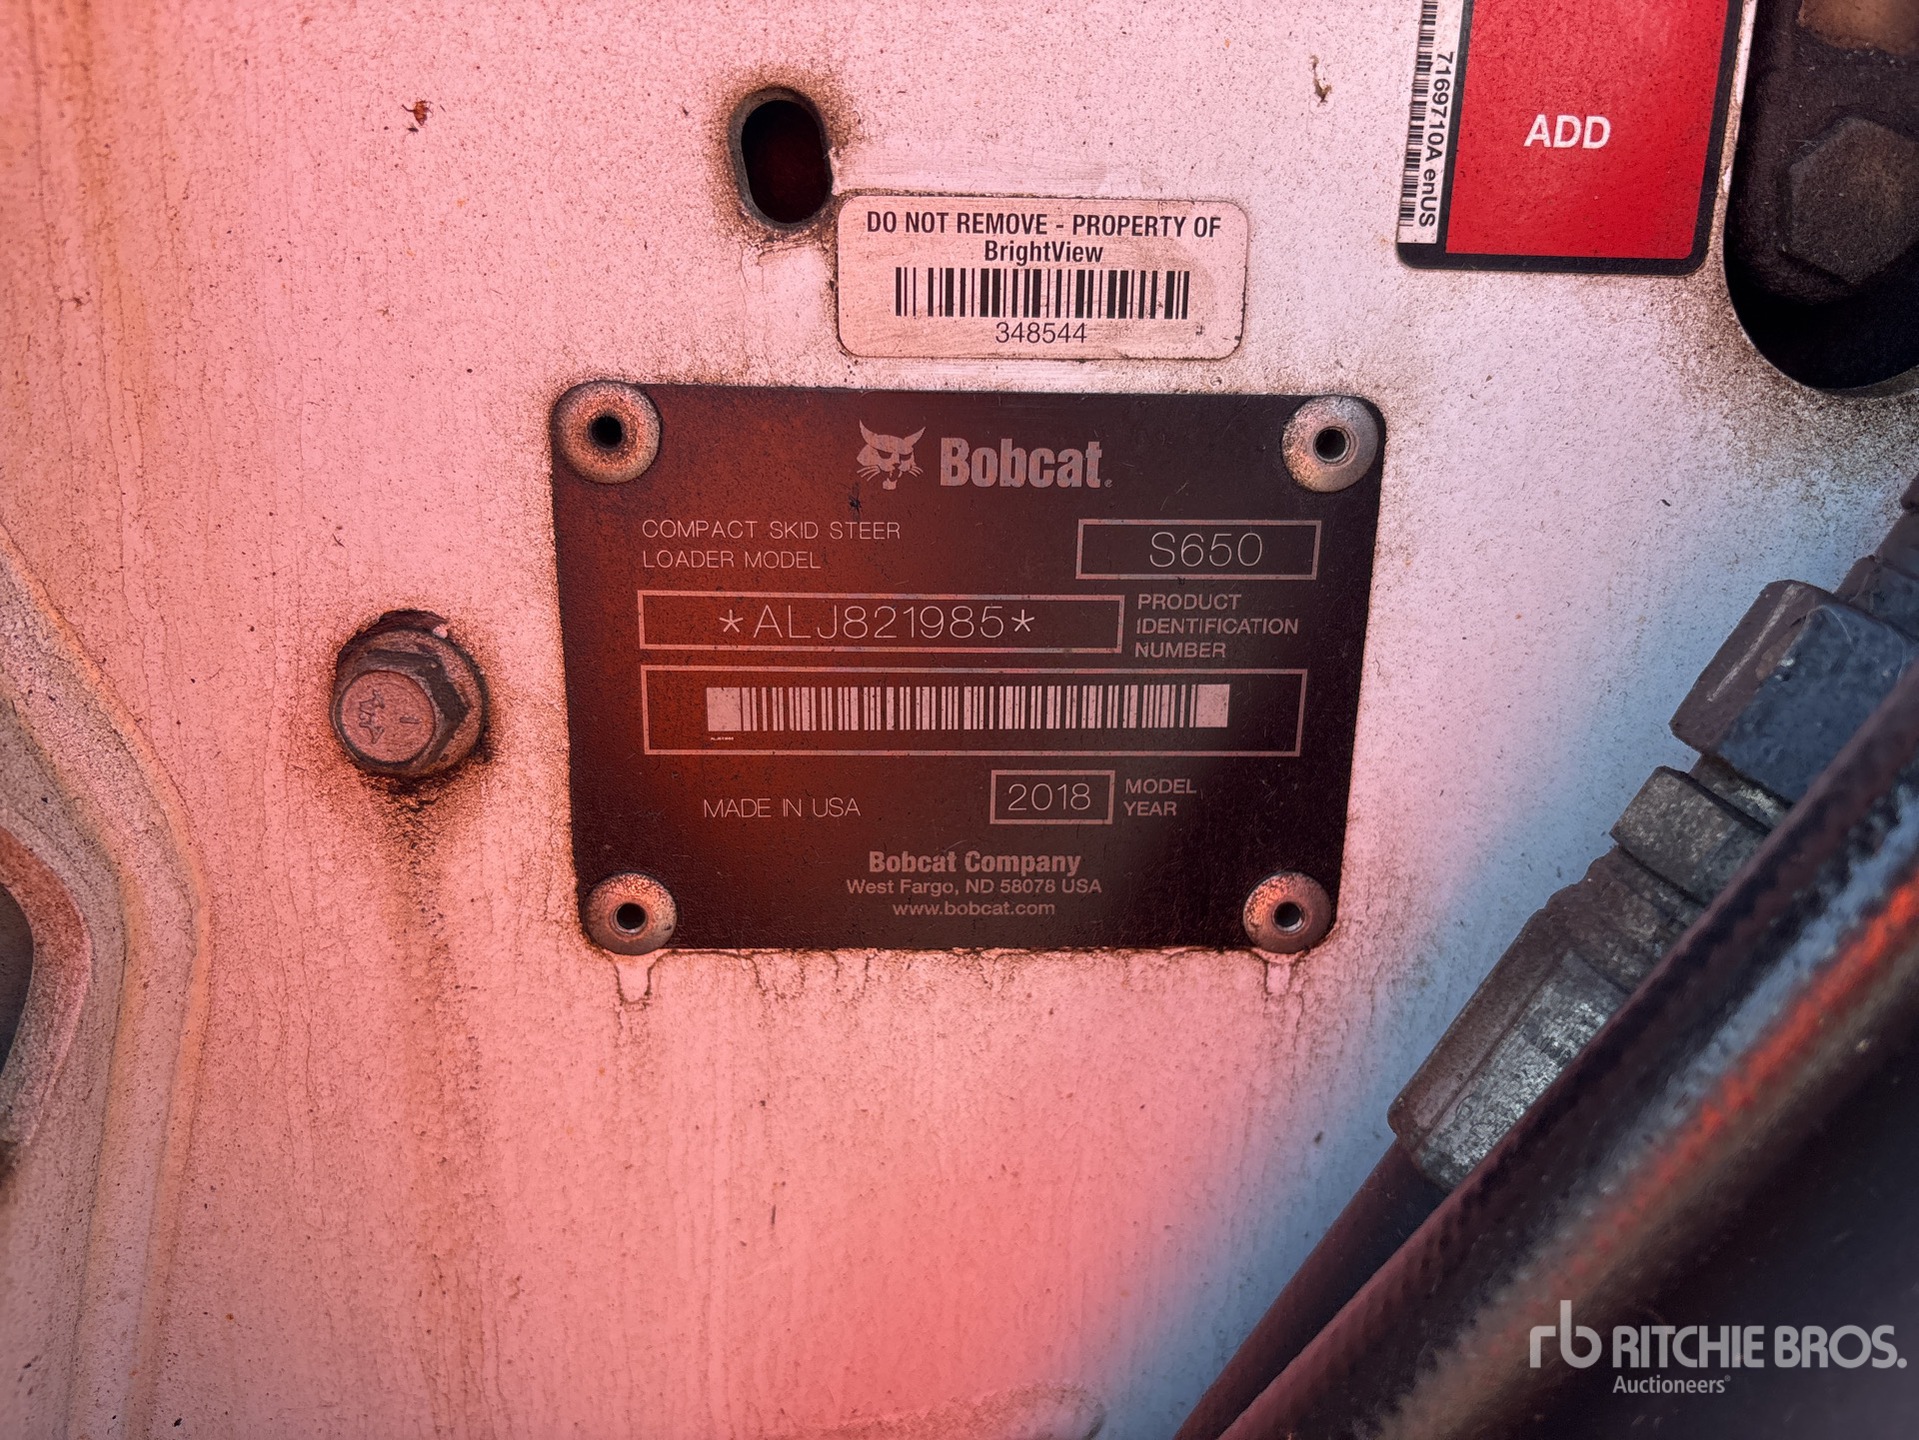 7169710A enUS
ADD
DO NOT REMOVE - PROPERTY OF
BrightView
348544
Bobcat®
COMPACT SKID STEER
LOADER MODEL
S650
*ALJ821985*
PRODUCT
IDENTIFICATION
NUMBER
MADE IN USA
2018
MODEL
YEAR
Bobcat Company
West Fargo, ND 58078 USA
www.bobcat.com
rb RITCHIE BROS.
Auctioneers®